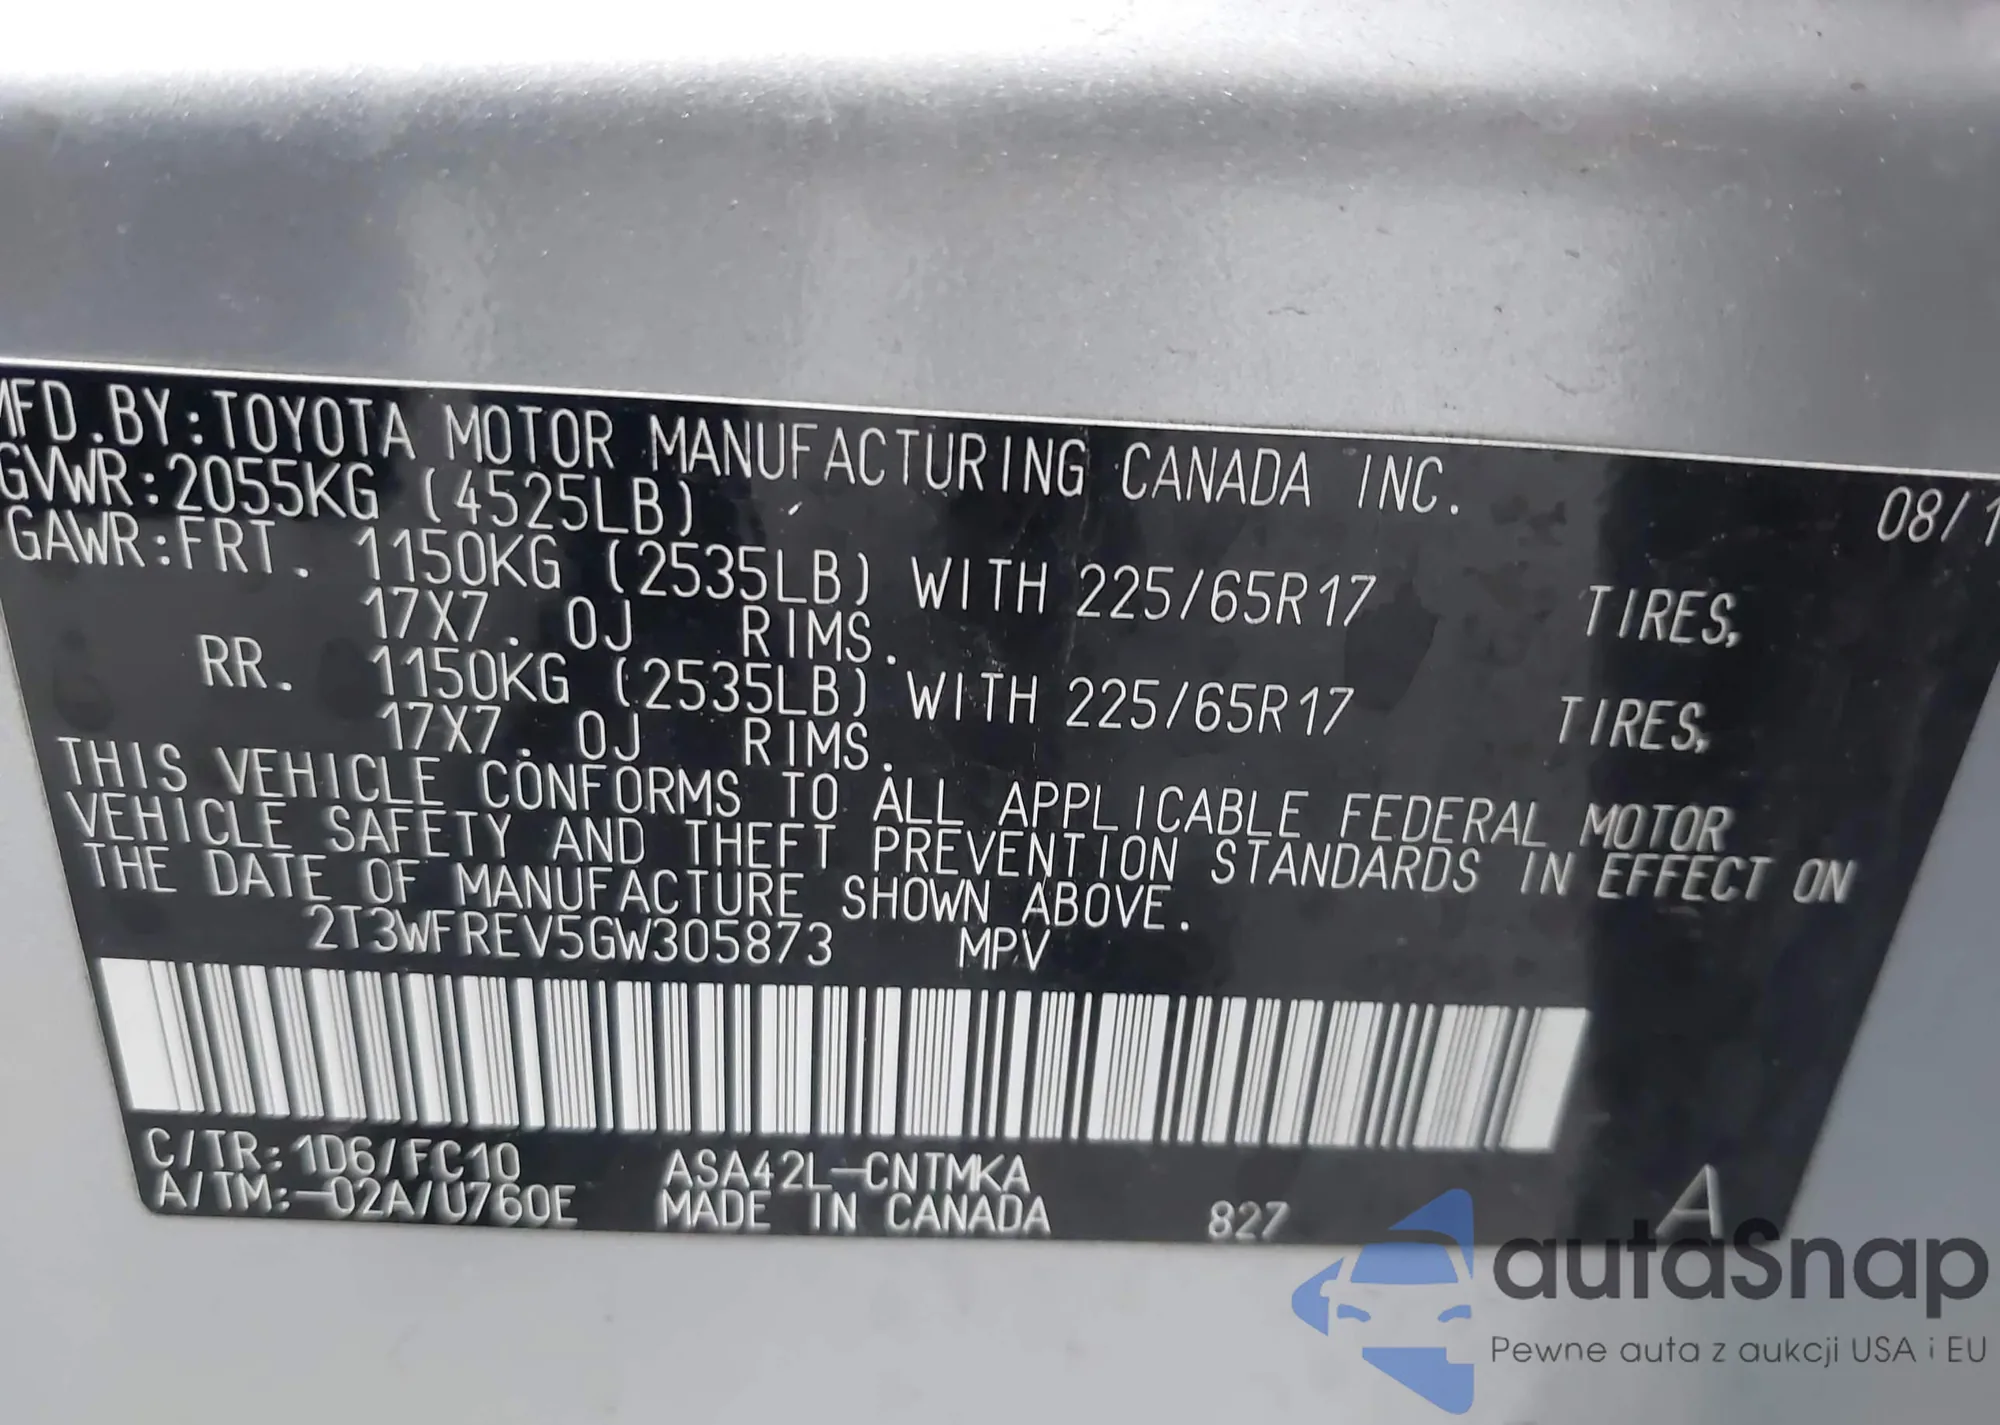 MFD.BY:TOYOTA MOTOR MANUFACTURING CANADA INC. 08/1
GVWR:2055KG (4525LB)
GAWR:FRT. 1150KG (2535LB) WITH 225/65R17 TIRES,
17X7.0J RIMS.
RR. 1150KG (2535LB) WITH 225/65R17 TIRES,
17X7.0J RIMS.
THIS VEHICLE CONFORMS TO ALL APPLICABLE FEDERAL MOTOR
VEHICLE SAFETY AND THEFT PREVENTION STANDARDS IN EFFECT ON
THE DATE OF MANUFACTURE SHOWN ABOVE.
2T3WFREV5GW305873 MPV
C/TR:1D6/FC10 ASA42L-CNTMKA
A/TM:-02A/U760E MADE IN CANADA 827 A
autaSnap
Pewne auta z aukcji USA i EU